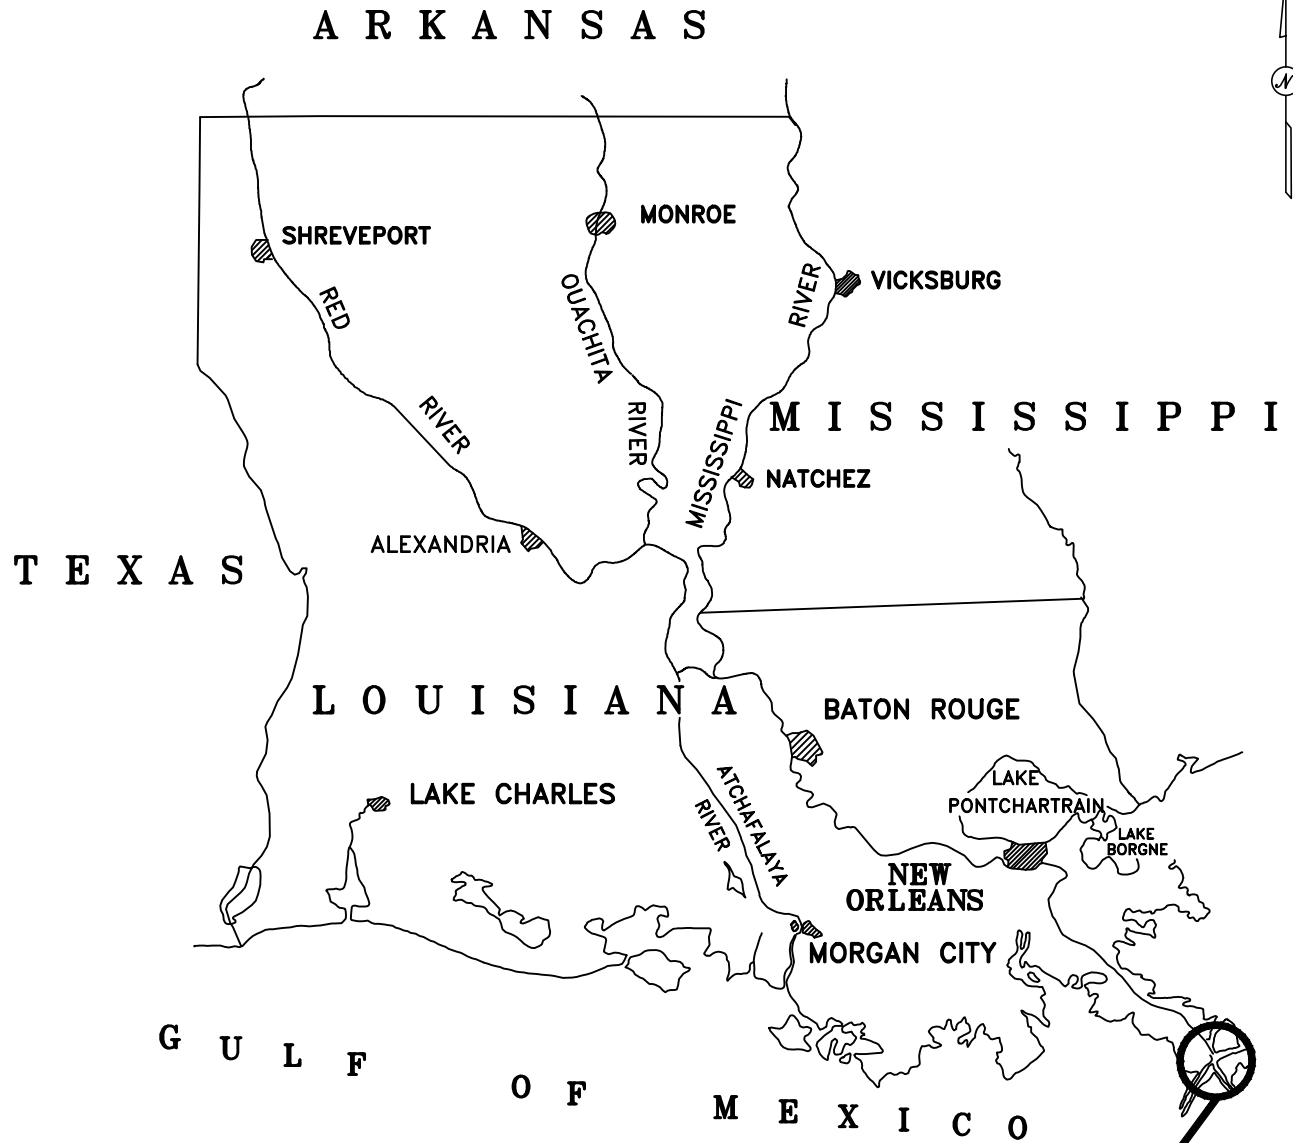 ARKANSAS
N
MONROE
SHREVEPORT
VICKSBURG
RED
RIVER
OUACHITA
RIVER
MISSISSIPPI
RIVER
MISSISSIPPI
NATCHEZ
ALEXANDRIA
TEXAS
LOUISIANA
BATON ROUGE
LAKE
PONTCHARTRAIN
LAKE CHARLES
ATCHAFALAYA
RIVER
LAKE
BORGNE
NEW
ORLEANS
MORGAN CITY
GULF OF MEXICO